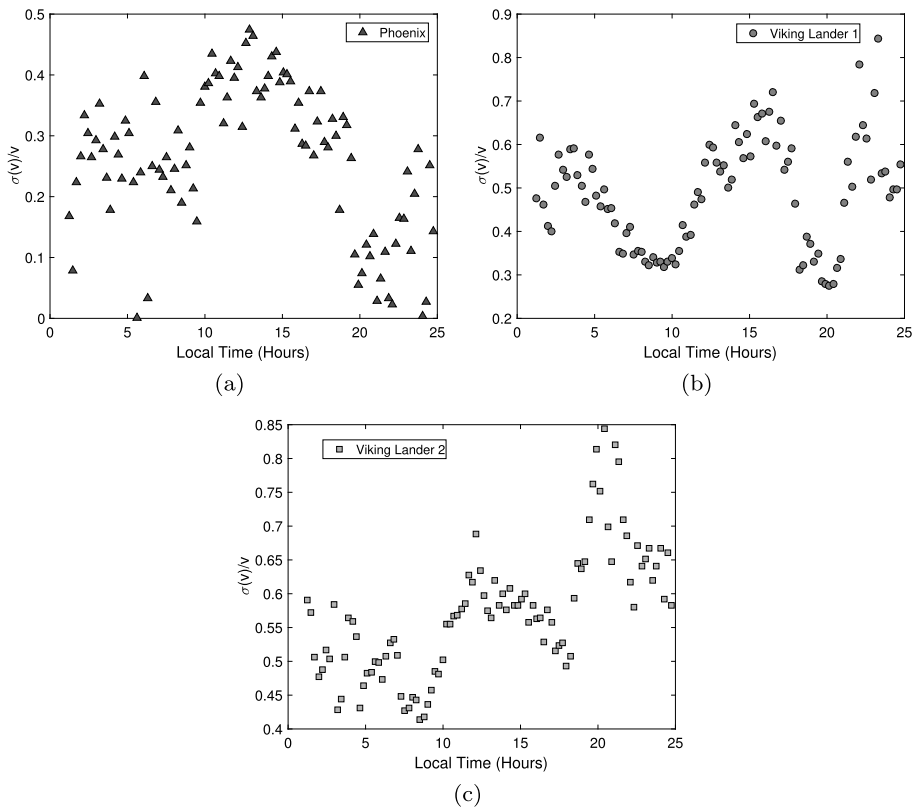 0.5
0.4
0.3
0.2
0.1
0
σ(v)/v
Phoenix
0 5 10 15 20 25
Local Time (Hours)
(a)
0.9
0.8
0.7
0.6
0.5
0.4
0.3
0.2
σ(v)/v
Viking Lander 1
0 5 10 15 20 25
Local Time (Hours)
(b)
0.85
0.8
0.75
0.7
0.65
0.6
0.55
0.5
0.45
0.4
σ(v)/v
Viking Lander 2
0 5 10 15 20 25
Local Time (Hours)
(c)